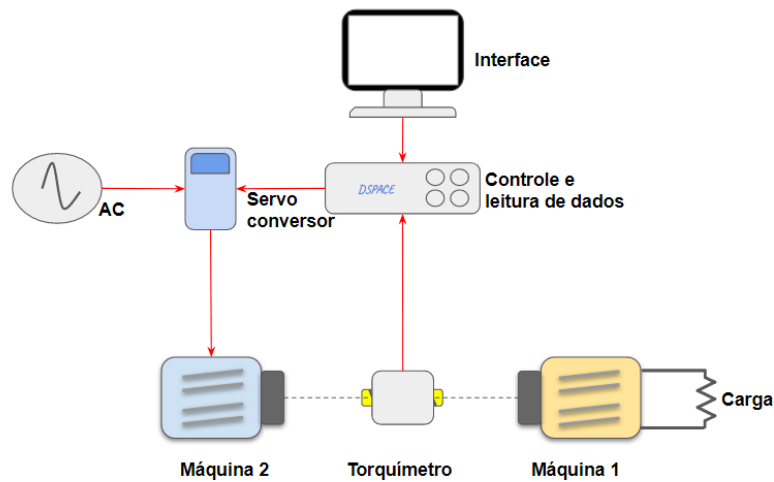 Interface
DSPACE
Controle e
leitura de dados
AC
Servo
conversor
Carga
Máquina 2
Torquímetro
Máquina 1